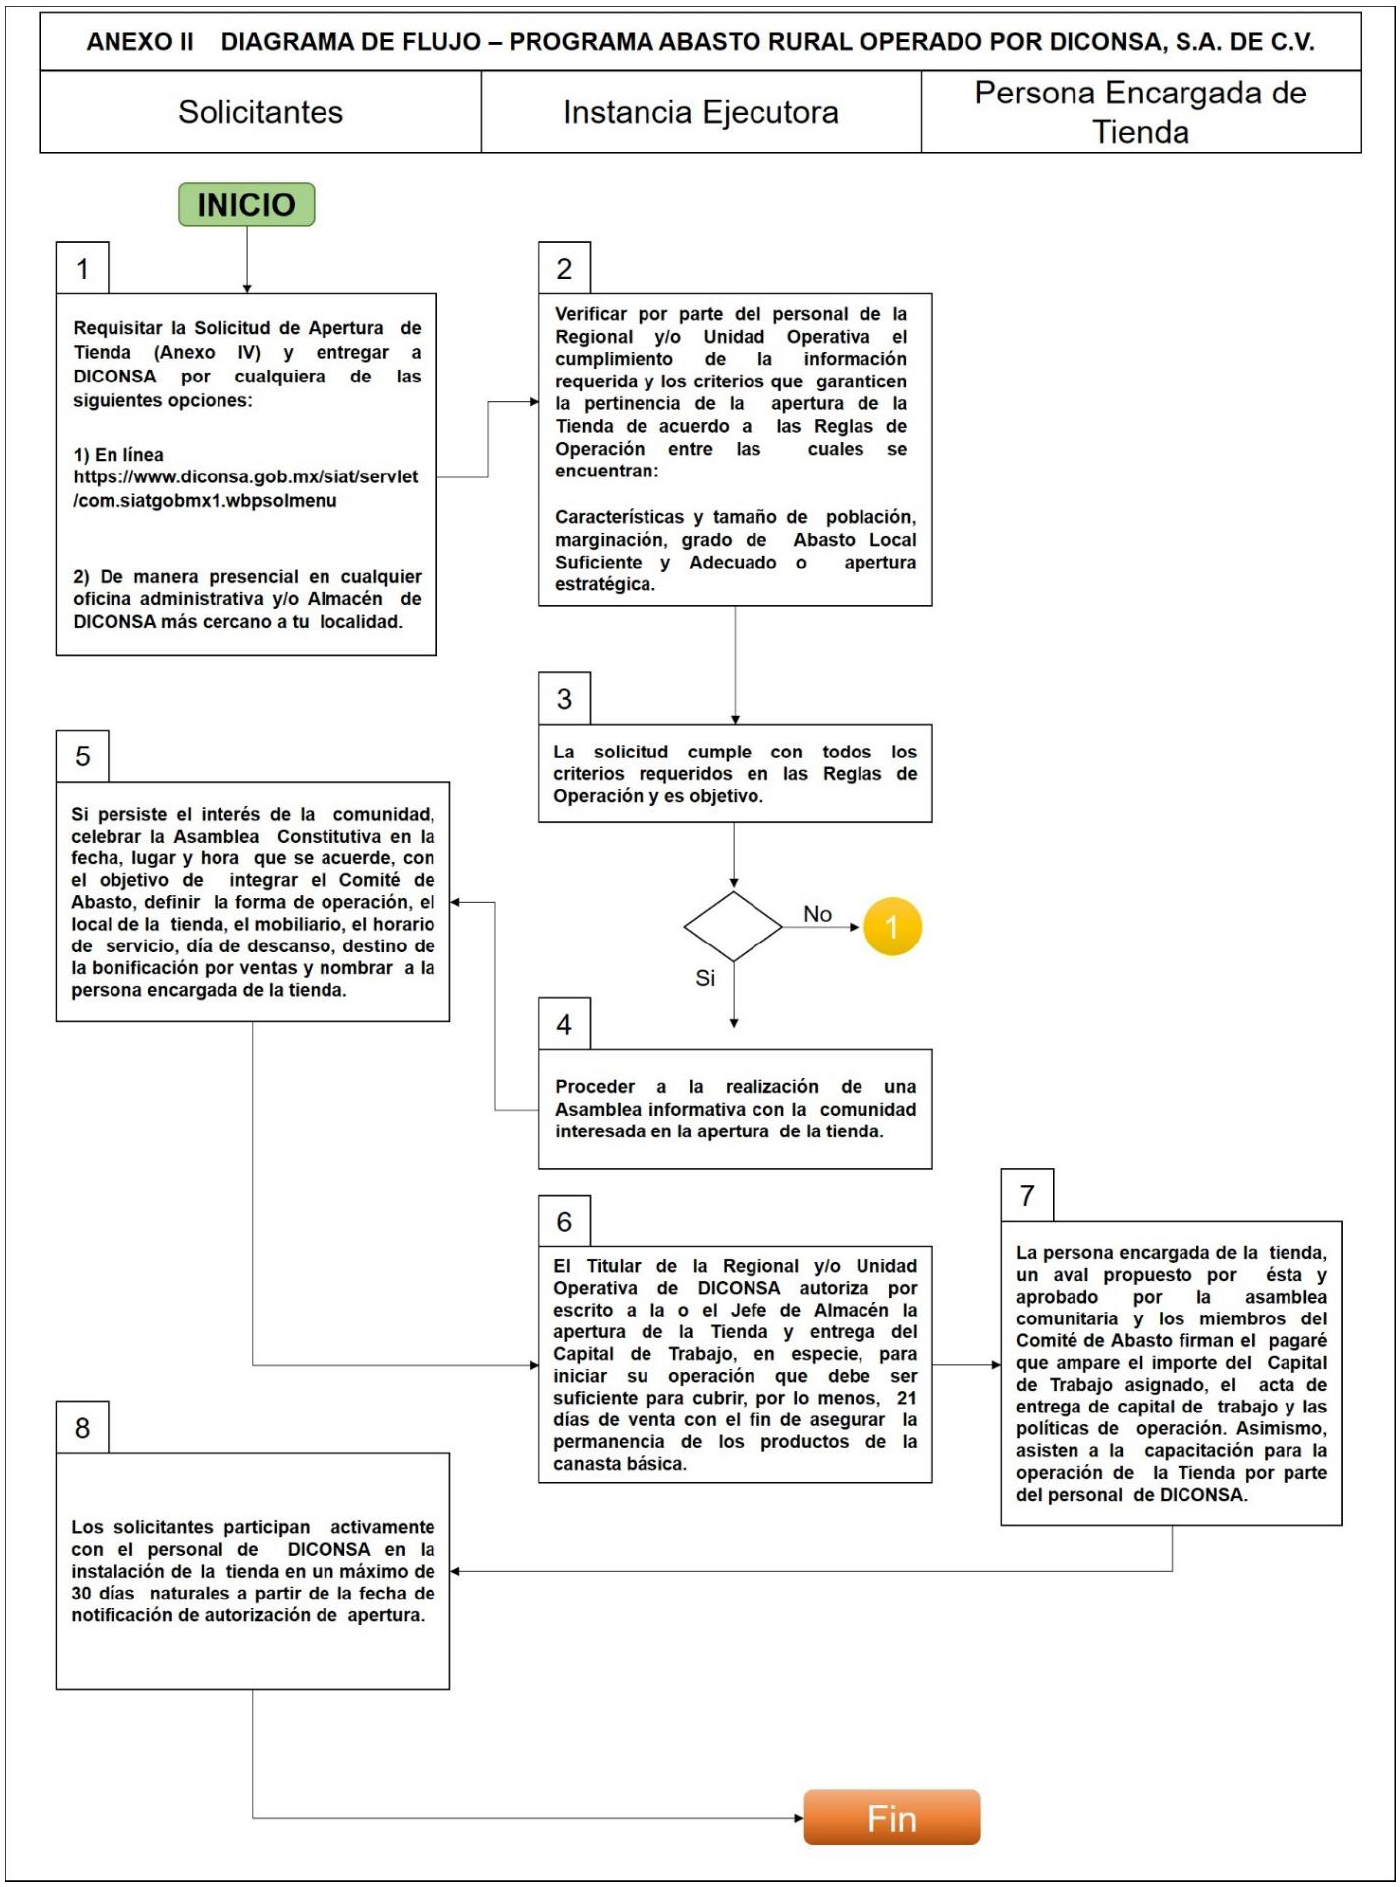 ANEXO II DIAGRAMA DE FLUJO – PROGRAMA ABASTO RURAL OPERADO POR DICONSA, S.A. DE C.V.
Solicitantes
Instancia Ejecutora
Persona Encargada de
Tienda
INICIO
1
Requisitar la Solicitud de Apertura de
Tienda (Anexo IV) y entregar a
DICONSA por cualquiera de las
siguientes opciones:
1) En línea
https://www.diconsa.gob.mx/siat/servlet
/com.siatgobmx1.wbpsolmenu
2) De manera presencial en cualquier
oficina administrativa y/o Almacén de
DICONSA más cercano a tu localidad.
2
Verificar por parte del personal de la
Regional y/o Unidad Operativa el
cumplimiento de la información
requerida y los criterios que garanticen
la pertinencia de la apertura de la
Tienda de acuerdo a las Reglas de
Operación entre las cuales se
encuentran:
Características y tamaño de población,
marginación, grado de Abasto Local
Suficiente y Adecuado o apertura
estratégica.
3
La solicitud cumple con todos los
criterios requeridos en las Reglas de
Operación y es objetivo.
No
1
Si
4
Proceder a la realización de una
Asamblea informativa con la comunidad
interesada en la apertura de la tienda.
5
Si persiste el interés de la comunidad,
celebrar la Asamblea Constitutiva en la
fecha, lugar y hora que se acuerde, con
el objetivo de integrar el Comité de
Abasto, definir la forma de operación, el
local de la tienda, el mobiliario, el horario
de servicio, día de descanso, destino de
la bonificación por ventas y nombrar a la
persona encargada de la tienda.
6
El Titular de la Regional y/o Unidad
Operativa de DICONSA autoriza por
escrito a la o el Jefe de Almacén la
apertura de la Tienda y entrega del
Capital de Trabajo, en especie, para
iniciar su operación que debe ser
suficiente para cubrir, por lo menos, 21
días de venta con el fin de asegurar la
permanencia de los productos de la
canasta básica.
7
La persona encargada de la tienda,
un aval propuesto por ésta y
aprobado por la asamblea
comunitaria y los miembros del
Comité de Abasto firman el pagaré
que ampare el importe del Capital
de Trabajo asignado, el acta de
entrega de capital de trabajo y las
políticas de operación. Asimismo,
asisten a la capacitación para la
operación de la Tienda por parte
del personal de DICONSA.
8
Los solicitantes participan activamente
con el personal de DICONSA en la
instalación de la tienda en un máximo de
30 días naturales a partir de la fecha de
notificación de autorización de apertura.
Fin